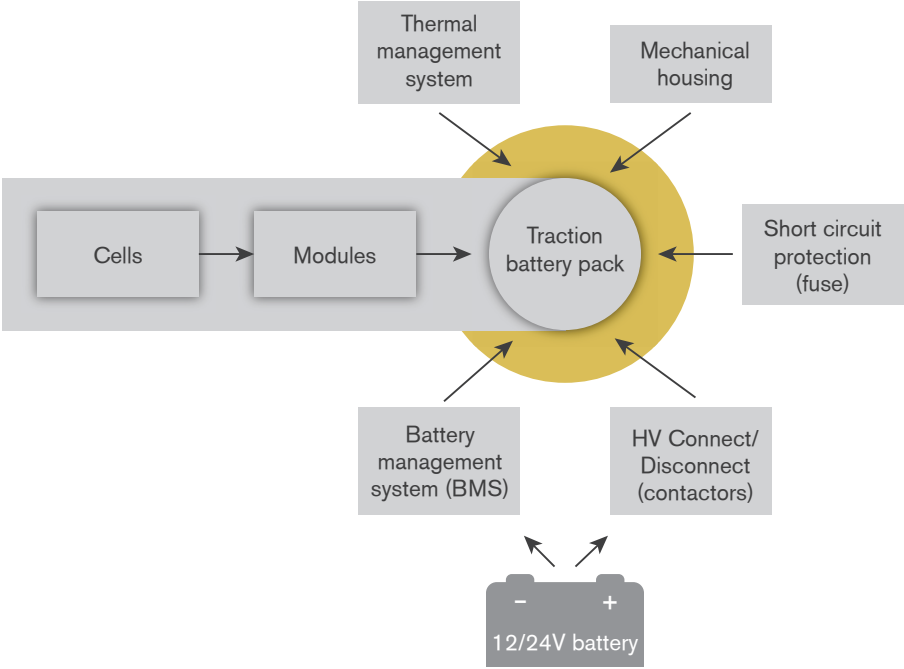 Thermal
management
system
Mechanical
housing
Cells
Modules
Traction
battery pack
Short circuit
protection
(fuse)
Battery
management
system (BMS)
HV Connect/
Disconnect
(contactors)
− +
12/24V battery